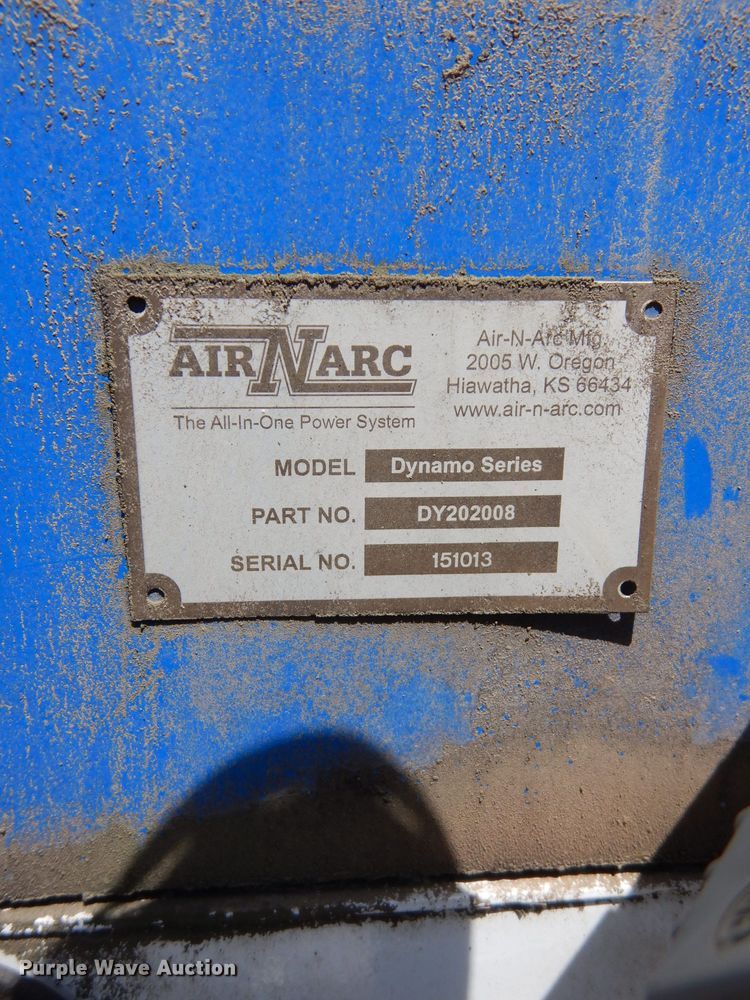 AIR N ARC
The All-In-One Power System
Air-N-Arc Mfg.
2005 W. Oregon
Hiawatha, KS 66434
www.air-n-arc.com
MODEL Dynamo Series
PART NO. DY202008
SERIAL NO. 151013
Purple Wave Auction